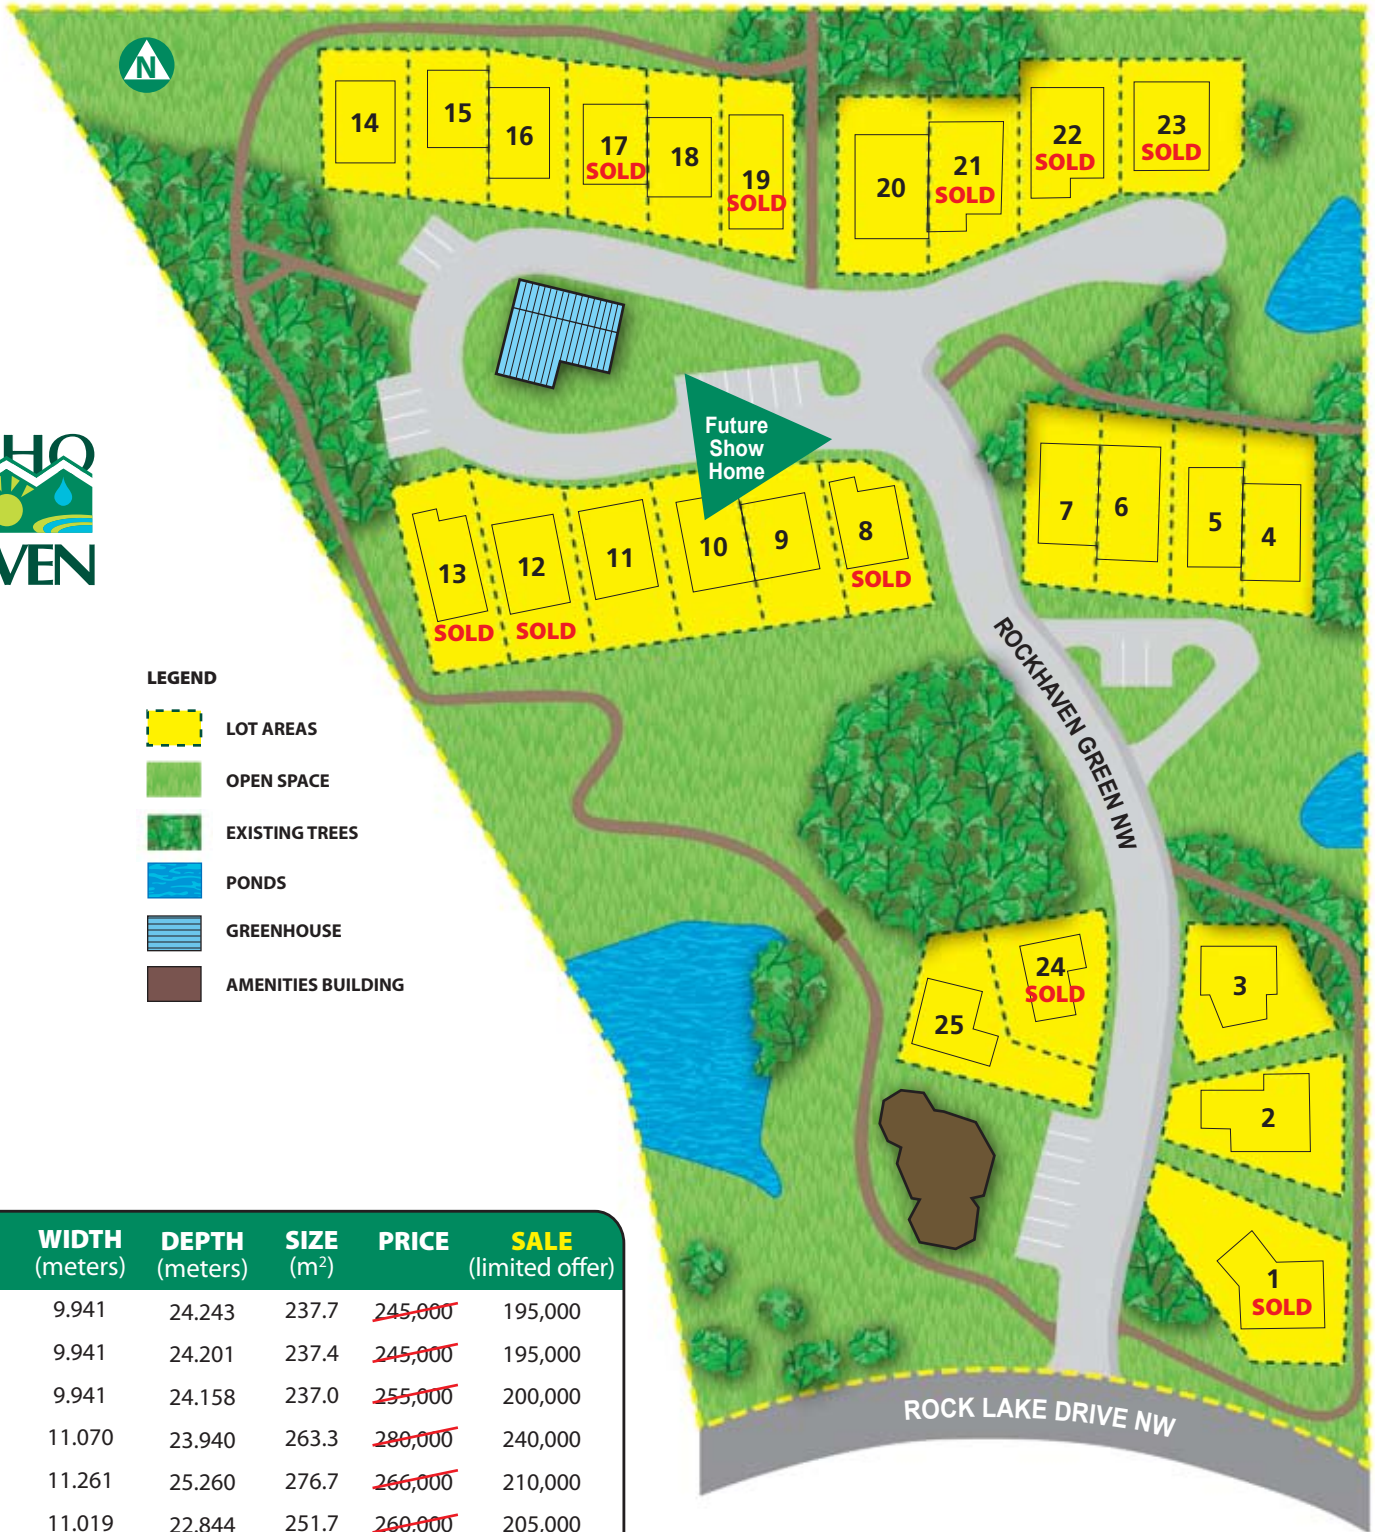 N
14
15
16
17
SOLD
18
19
SOLD
20
21
SOLD
22
SOLD
23
SOLD
Future
Show
Home
7
6
5
4
13
SOLD
12
SOLD
11
10
9
8
SOLD
HO
VEN
ROCKHAVEN GREEN NW
LEGEND
LOT AREAS
OPEN SPACE
EXISTING TREES
PONDS
GREENHOUSE
AMENITIES BUILDING
24
SOLD
25
3
2
1
SOLD
ROCK LAKE DRIVE NW
WIDTH DEPTH SIZE PRICE SALE
(meters) (meters) (m²) (limited offer)
9.941 24.243 237.7 245,000 195,000
9.941 24.201 237.4 245,000 195,000
9.941 24.158 237.0 255,000 200,000
11.070 23.940 263.3 280,000 240,000
11.261 25.260 276.7 266,000 210,000
11.019 22.844 251.7 260,000 205,000